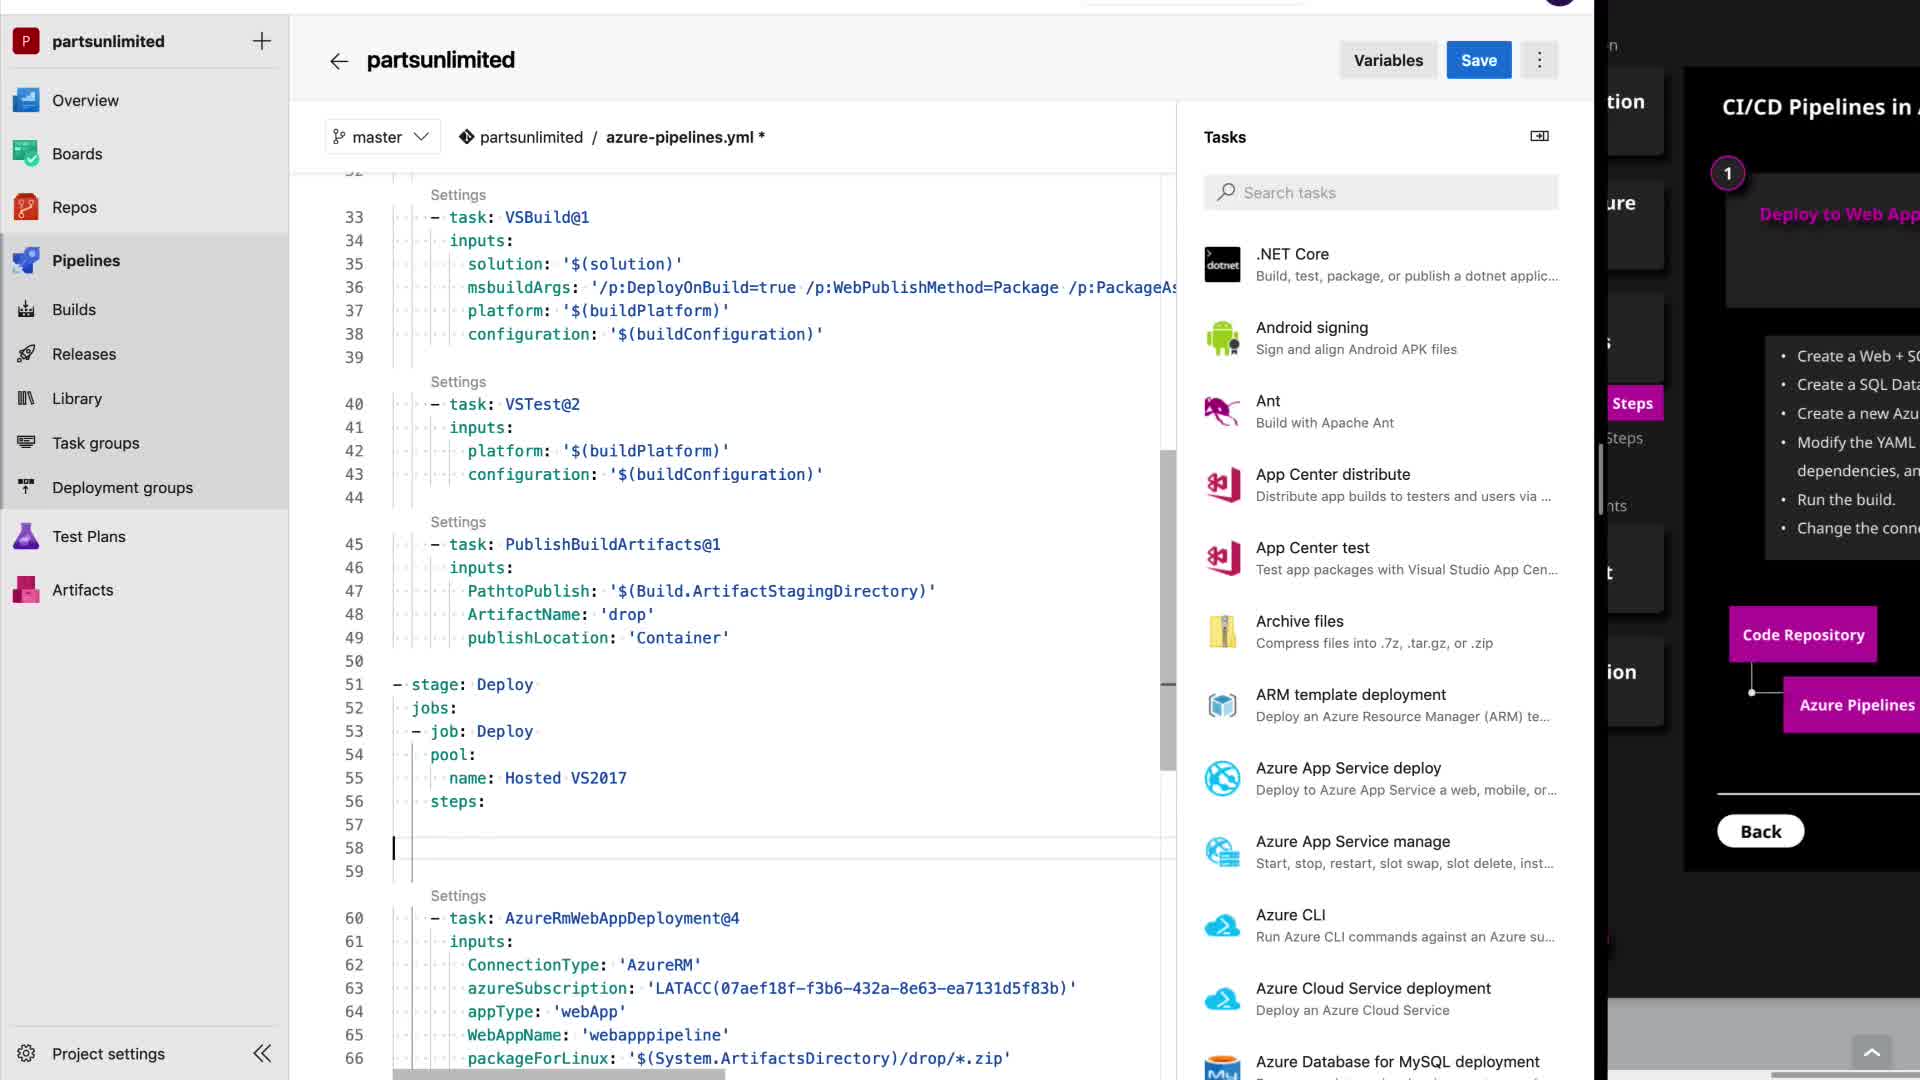 P partsunlimited
Overview
Boards
Repos
Pipelines
Builds
Releases
Library
Task groups
Deployment groups
Test Plans
Artifacts
Project settings
partsunlimited
Variables
Save
master
partsunlimited / azure-pipelines.yml *
Settings
33 - task: VSBuild@1
34 inputs:
35 solution: '$(solution)'
36 msbuildArgs: '/p:DeployOnBuild=true /p:WebPublishMethod=Package /p:PackageAs
37 platform: '$(buildPlatform)'
38 configuration: '$(buildConfiguration)'
39
Settings
40 - task: VSTest@2
41 inputs:
42 platform: '$(buildPlatform)'
43 configuration: '$(buildConfiguration)'
44
Settings
45 - task: PublishBuildArtifacts@1
46 inputs:
47 PathtoPublish: '$(Build.ArtifactStagingDirectory)'
48 ArtifactName: 'drop'
49 publishLocation: 'Container'
50
51 - stage: Deploy
52 jobs:
53 - job: Deploy
54 pool:
55 name: Hosted VS2017
56 steps:
57
58
59
Settings
60 - task: AzureRmWebAppDeployment@4
61 inputs:
62 ConnectionType: 'AzureRM'
63 azureSubscription: 'LATACC(07aef18f-f3b6-432a-8e63-ea7131d5f83b)'
64 appType: 'webApp'
65 WebAppName: 'webapppipeline'
66 packageForLinux: '$(System.ArtifactsDirectory)/drop/*.zip'
Tasks
Search tasks
dotnet
.NET Core
Build, test, package, or publish a dotnet applic...
Android signing
Sign and align Android APK files
Ant
Build with Apache Ant
App Center distribute
Distribute app builds to testers and users via ...
App Center test
Test app packages with Visual Studio App Cen...
Archive files
Compress files into .7z, .tar.gz, or .zip
ARM template deployment
Deploy an Azure Resource Manager (ARM) te...
Azure App Service deploy
Deploy to Azure App Service a web, mobile, or...
Azure App Service manage
Start, stop, restart, slot swap, slot delete, inst...
Azure CLI
Run Azure CLI commands against an Azure su...
Azure Cloud Service deployment
Deploy an Azure Cloud Service
My
Azure Database for MySQL deployment
tion
ure
Steps
Steps
nts
t
ion
CI/CD Pipelines in
1
Deploy to Web App
• Create a Web + S
• Create a SQL Data
• Create a new Azu
• Modify the YAML
dependencies, an
• Run the build.
• Change the conne
Code Repository
Azure Pipelines
Back